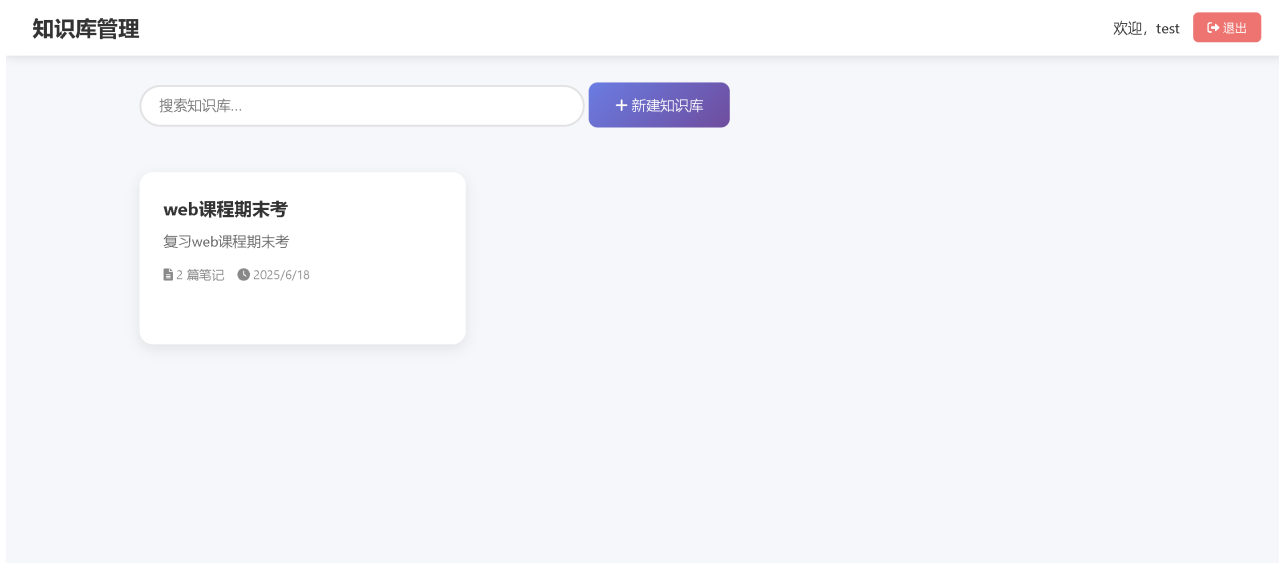 知识库管理
欢迎，test 退出
搜索知识库...
新建知识库
web课程期末考
复习web课程期末考
2 篇笔记 2025/6/18